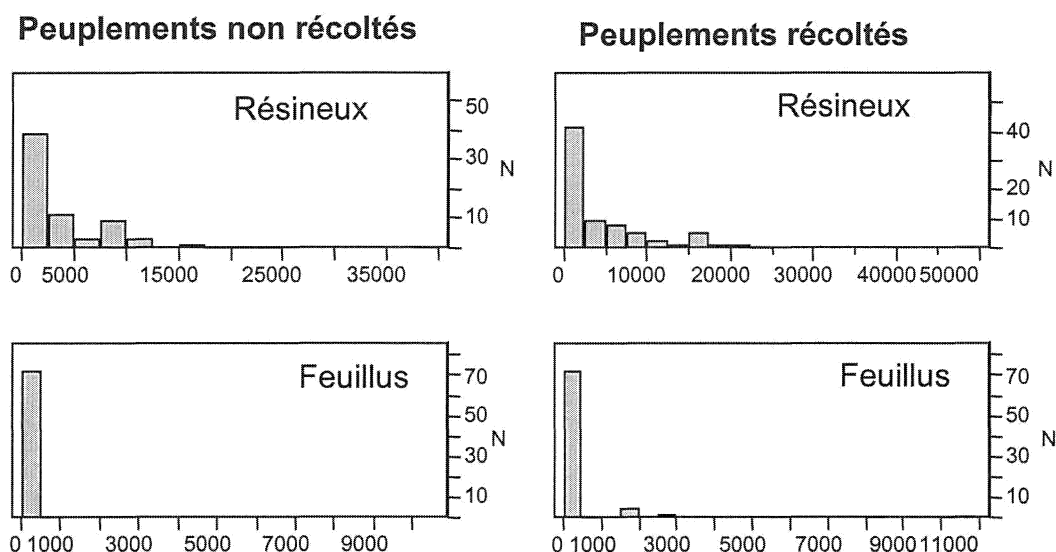 Peuplements non récoltés
Peuplements récoltés
Résineux
50
30
10
N
0 5000 15000 25000 35000
Résineux
40
20
10
N
0 10000 20000 30000 40000 50000
Feuillus
70
50
30
10
N
0 1000 3000 5000 7000 9000
Feuillus
70
50
30
10
N
0 1000 3000 5000 7000 9000 11000